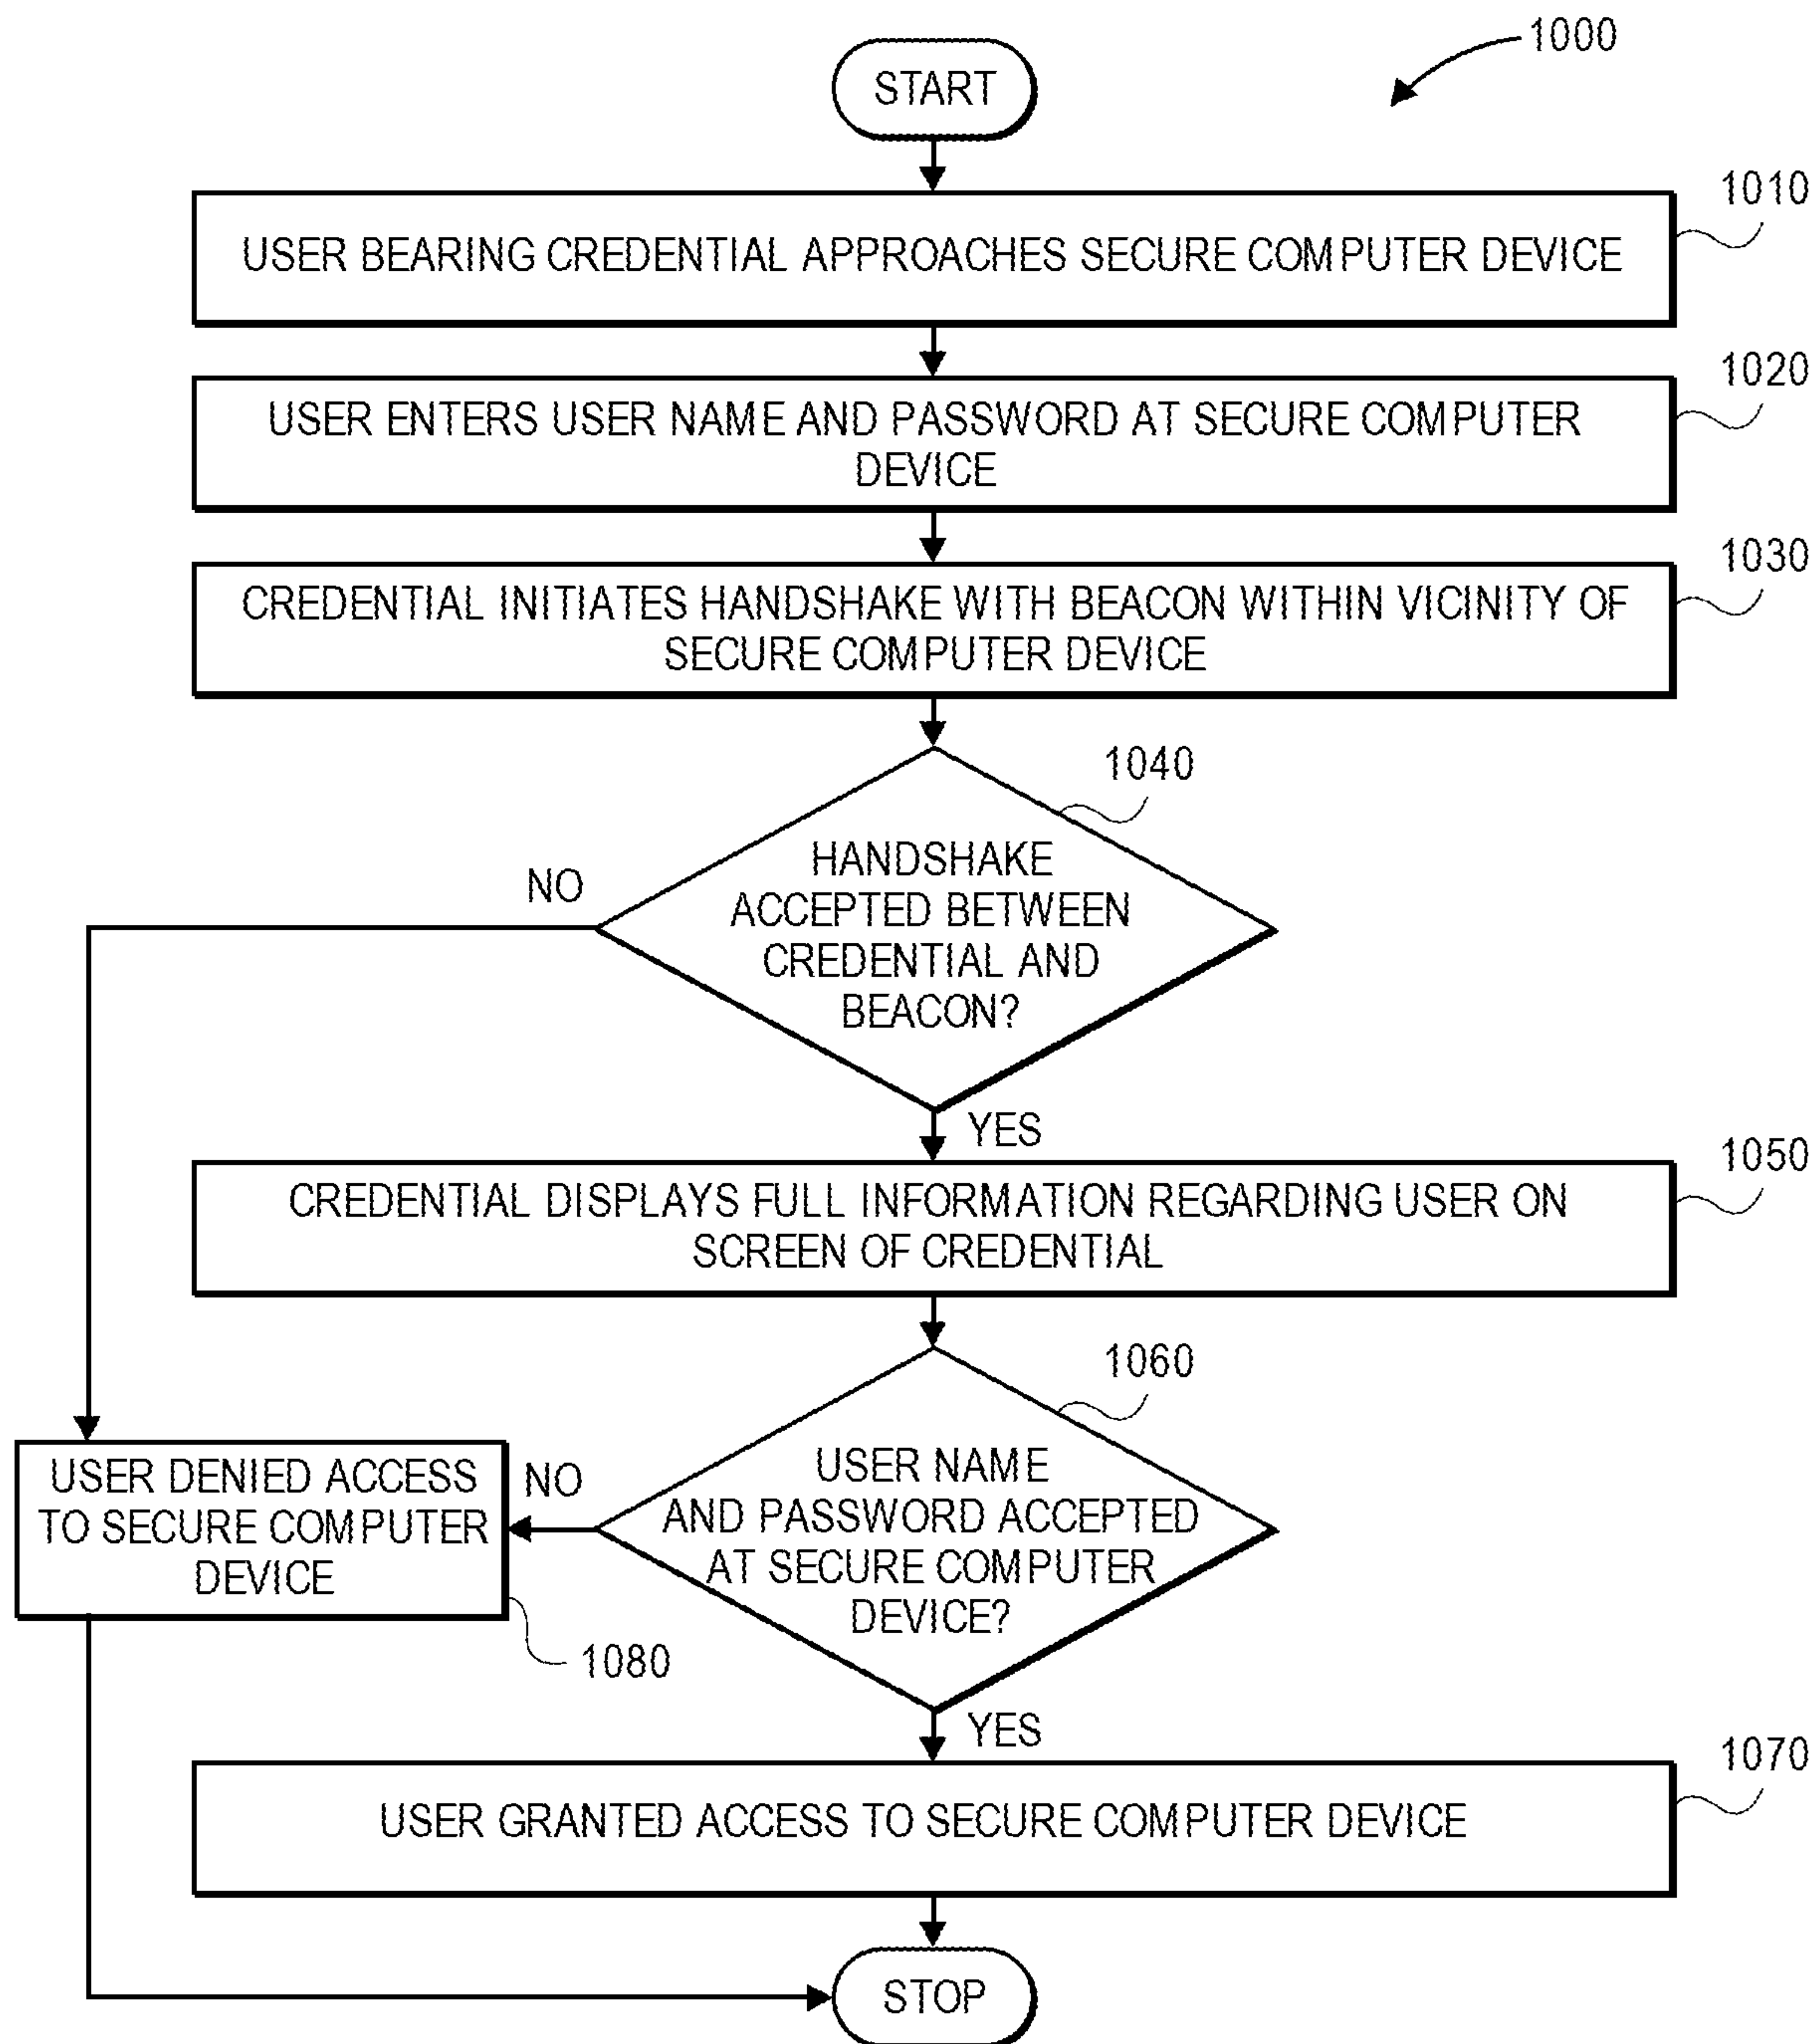 1000
START
1010
USER BEARING CREDENTIAL APPROACHES SECURE COMPUTER DEVICE
1020
USER ENTERS USER NAME AND PASSWORD AT SECURE COMPUTER
DEVICE
1030
CREDENTIAL INITIATES HANDSHAKE WITH BEACON WITHIN VICINITY OF
SECURE COMPUTER DEVICE
1040
HANDSHAKE
ACCEPTED BETWEEN
CREDENTIAL AND
BEACON?
NO
YES
1050
CREDENTIAL DISPLAYS FULL INFORMATION REGARDING USER ON
SCREEN OF CREDENTIAL
1060
USER NAME
AND PASSWORD ACCEPTED
AT SECURE COMPUTER
DEVICE?
NO
USER DENIED ACCESS
TO SECURE COMPUTER
DEVICE
1080
YES
1070
USER GRANTED ACCESS TO SECURE COMPUTER DEVICE
STOP